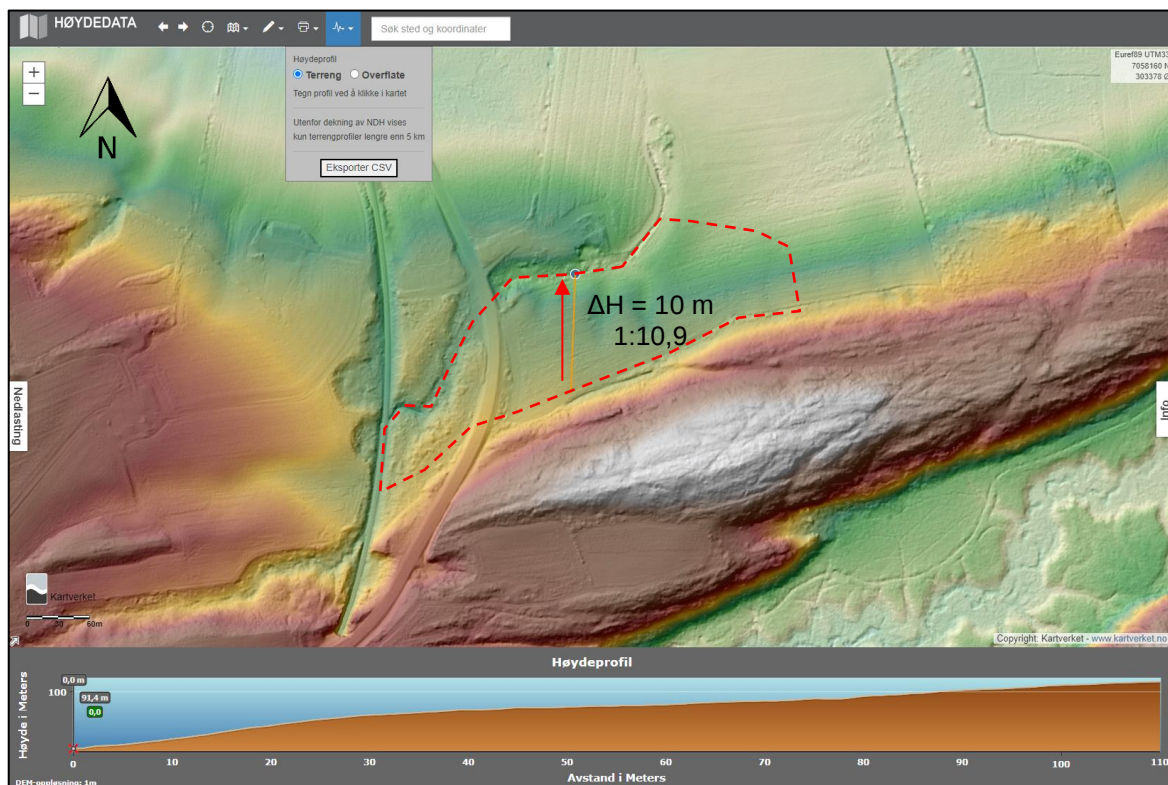 HØYDEDATA
Søk sted og koordinater
Høydeprofil
Terreng Overflate
Tegn profil ved å klikke i kartet
Utenfor dekning av NDH vises
kun terrengprofiler lengre enn 5 km
Eksporter CSV
+
−
N
Euref89 UTM33
7058160 N
303378 Ø
ΔH = 10 m
1:10,9
Nedlasting
Info
Kartverket
0 30 60m
Copyright: Kartverket - www.kartverket.no
Høydeprofil
Høyde i Meters
100
0,0 m
91,4 m
0,0
0 10 20 30 40 50 60 70 80 90 100 110
Avstand i Meters
DEM-oppløsning: 1m